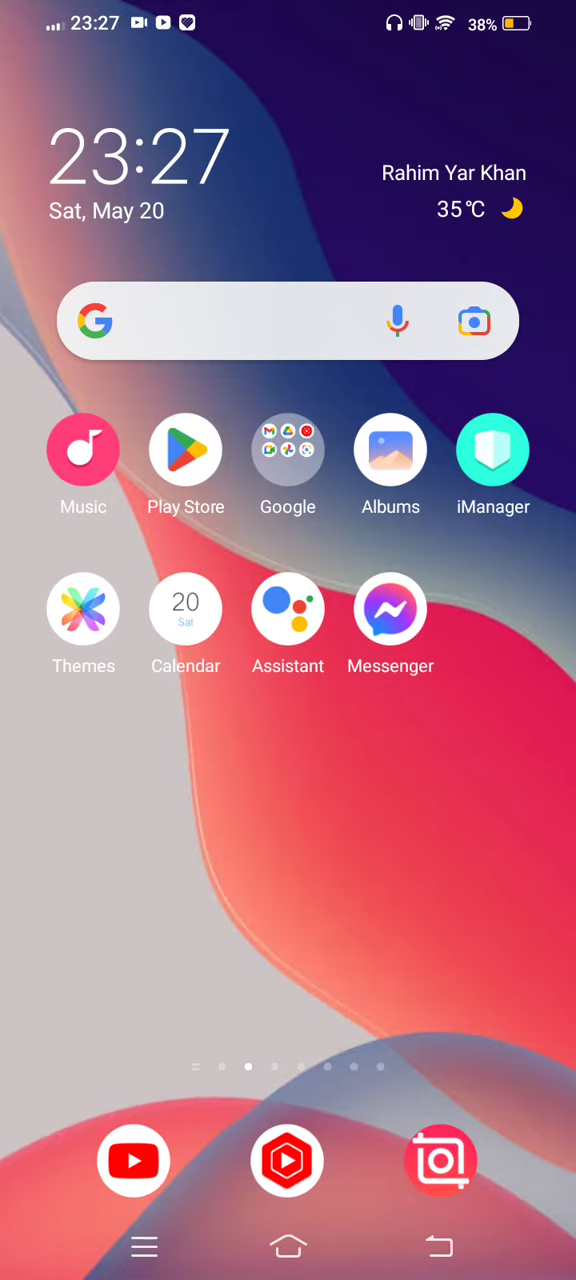 23:27
38%
23:27
Sat, May 20
Rahim Yar Khan
35℃
Music
Play Store
Google
Albums
iManager
20
Sat
Themes
Calendar
Assistant
Messenger